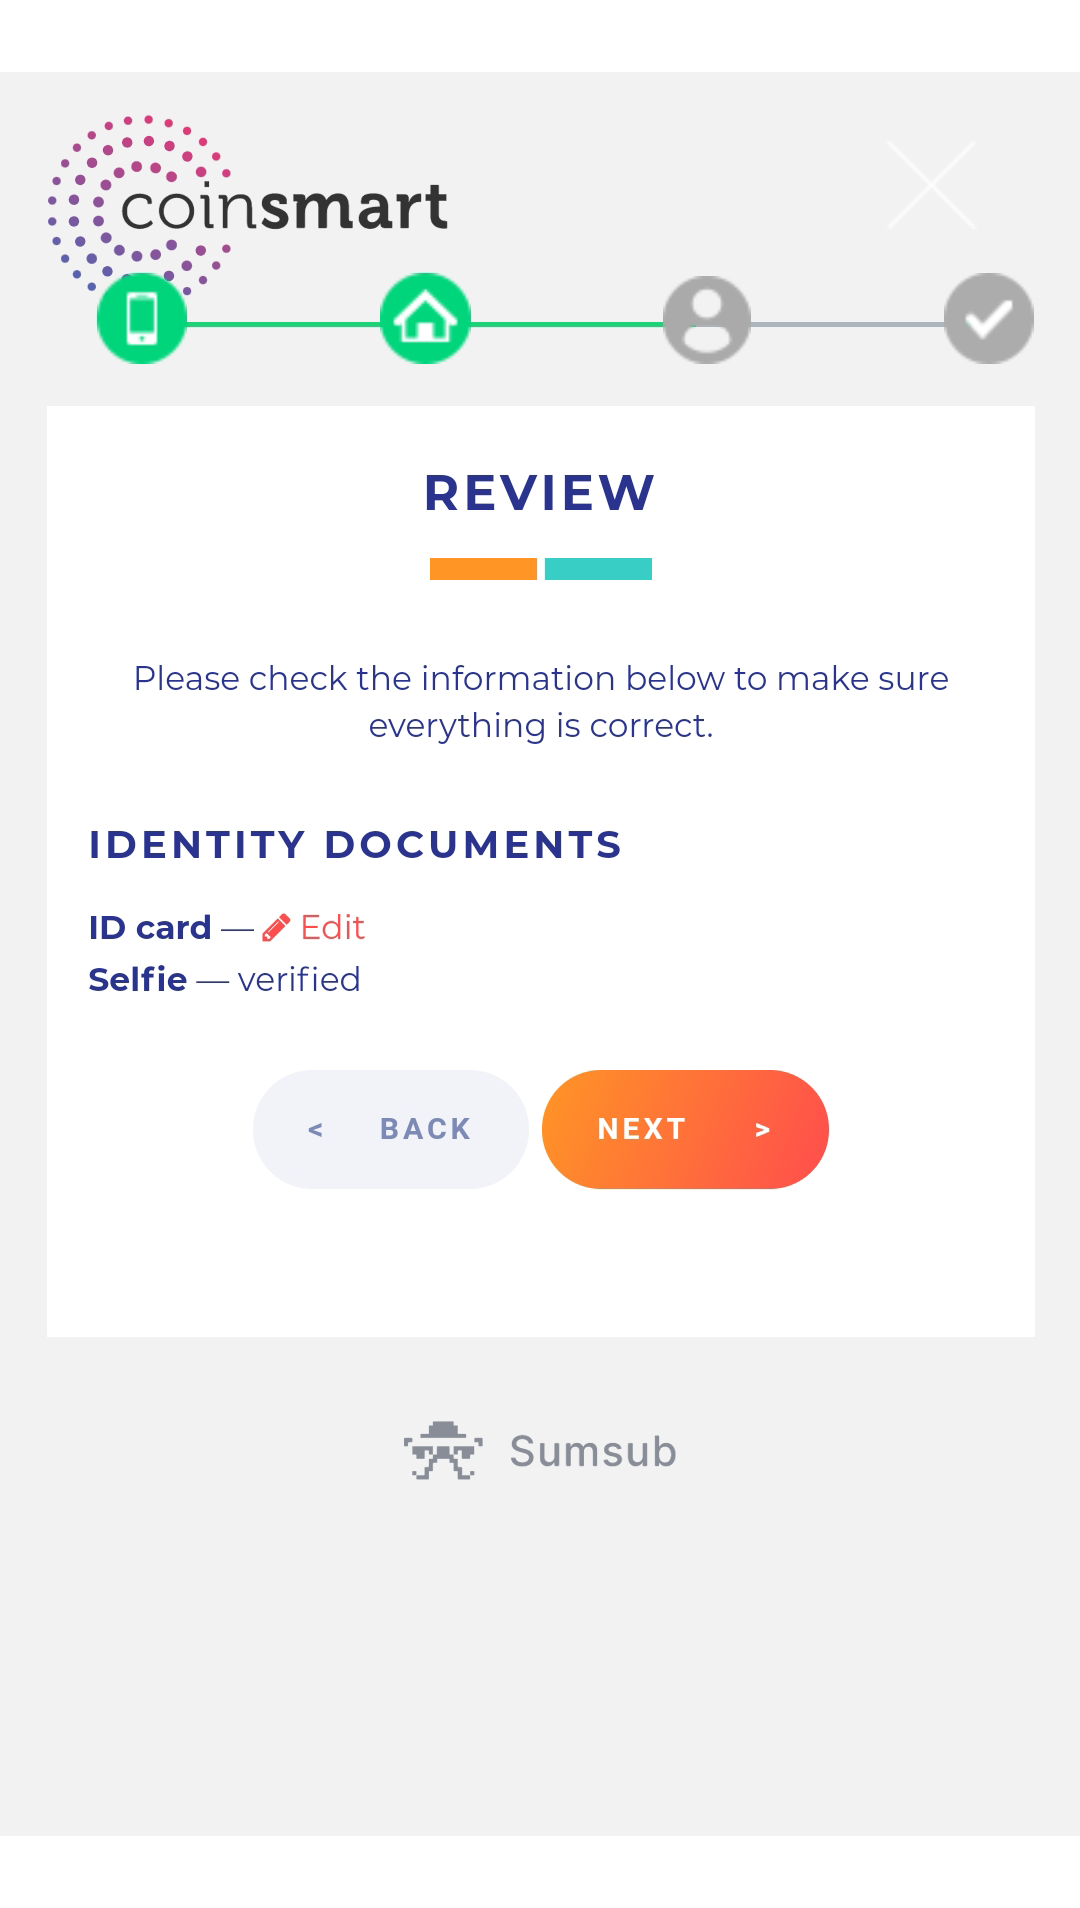 coinsmart
REVIEW
Please check the information below to make sure
everything is correct.
IDENTITY DOCUMENTS
ID card — Edit
Selfie — verified
< BACK
NEXT >
Sumsub